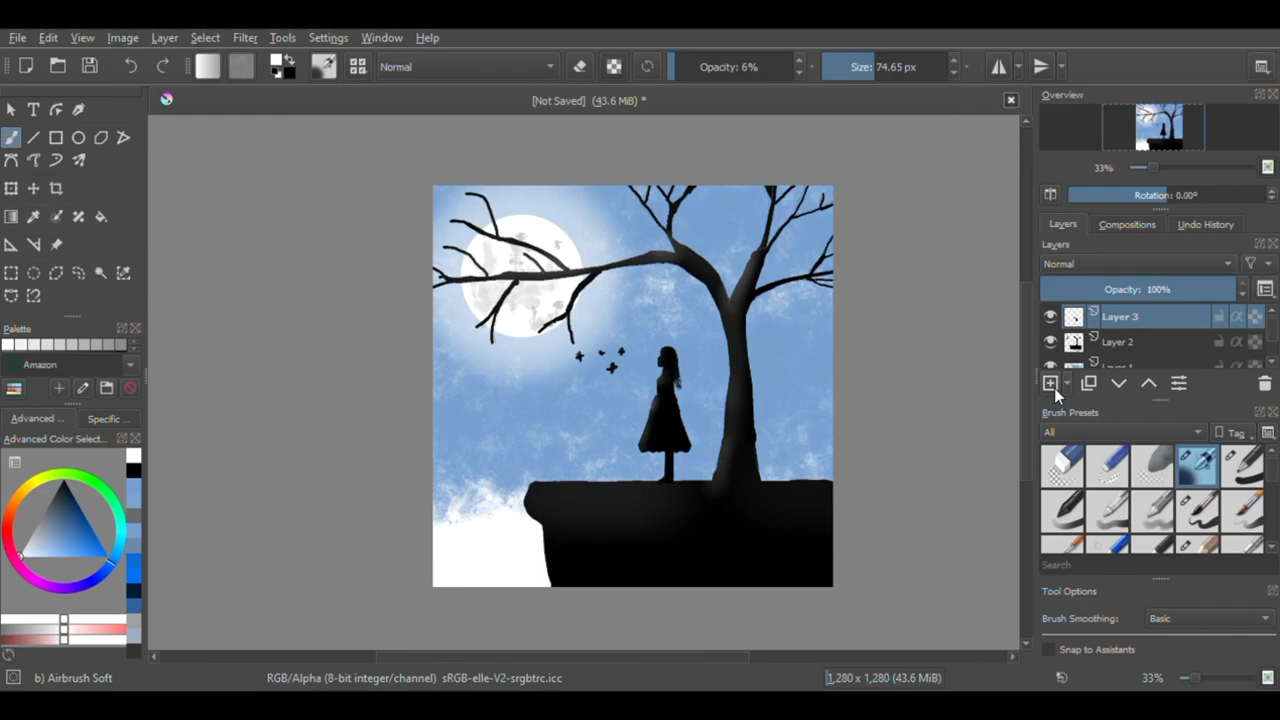 File Edit View Image Layer Select Filter Tools Settings Window Help
Normal Opacity: 6% Size: 74.65 px
[Not Saved] (43.6 MiB) *
Overview
33%
Rotation: 0.00°
Layers Compositions Undo History
Layers
Normal
Opacity: 100%
Layer 3
Layer 2
Layer 1
Palette
Amazon
Advanced ... Specific ...
Advanced Color Select...
Brush Presets
All Tag
Search
Tool Options
Brush Smoothing: Basic
Snap to Assistants
b) Airbrush Soft RGB/Alpha (8-bit integer/channel) sRGB-elle-V2-srgbtrc.icc 1,280 x 1,280 (43.6 MiB) 33%